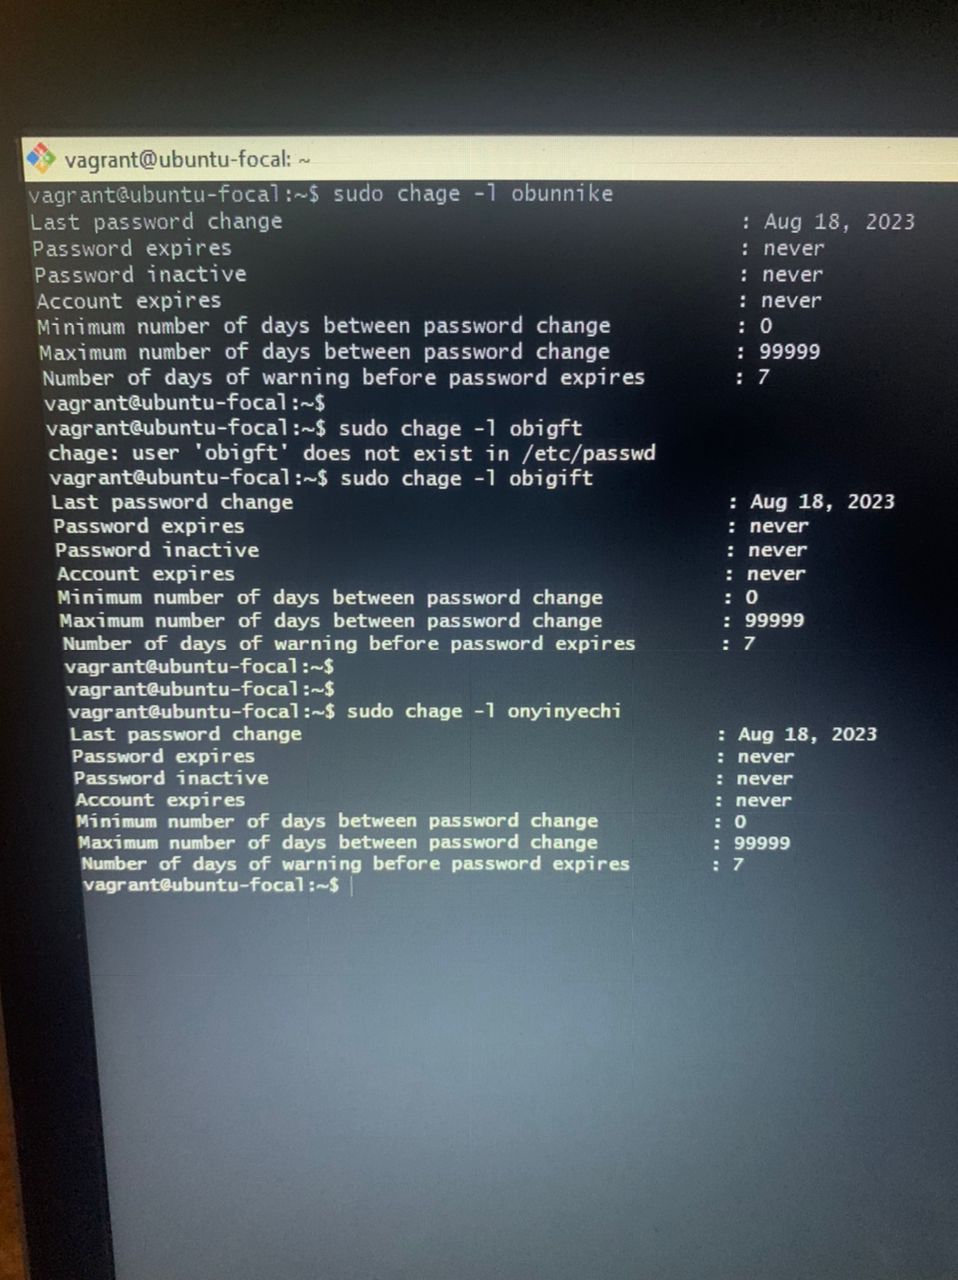 vagrant@ubuntu-focal: ~
vagrant@ubuntu-focal:~$ sudo chage -l obunnike
Last password change : Aug 18, 2023
Password expires : never
Password inactive : never
Account expires : never
Minimum number of days between password change : 0
Maximum number of days between password change : 99999
Number of days of warning before password expires : 7
vagrant@ubuntu-focal:~$
vagrant@ubuntu-focal:~$ sudo chage -l obigft
chage: user 'obigft' does not exist in /etc/passwd
vagrant@ubuntu-focal:~$ sudo chage -l obigift
Last password change : Aug 18, 2023
Password expires : never
Password inactive : never
Account expires : never
Minimum number of days between password change : 0
Maximum number of days between password change : 99999
Number of days of warning before password expires : 7
vagrant@ubuntu-focal:~$
vagrant@ubuntu-focal:~$
vagrant@ubuntu-focal:~$ sudo chage -l onyinyechi
Last password change : Aug 18, 2023
Password expires : never
Password inactive : never
Account expires : never
Minimum number of days between password change : 0
Maximum number of days between password change : 99999
Number of days of warning before password expires : 7
vagrant@ubuntu-focal:~$